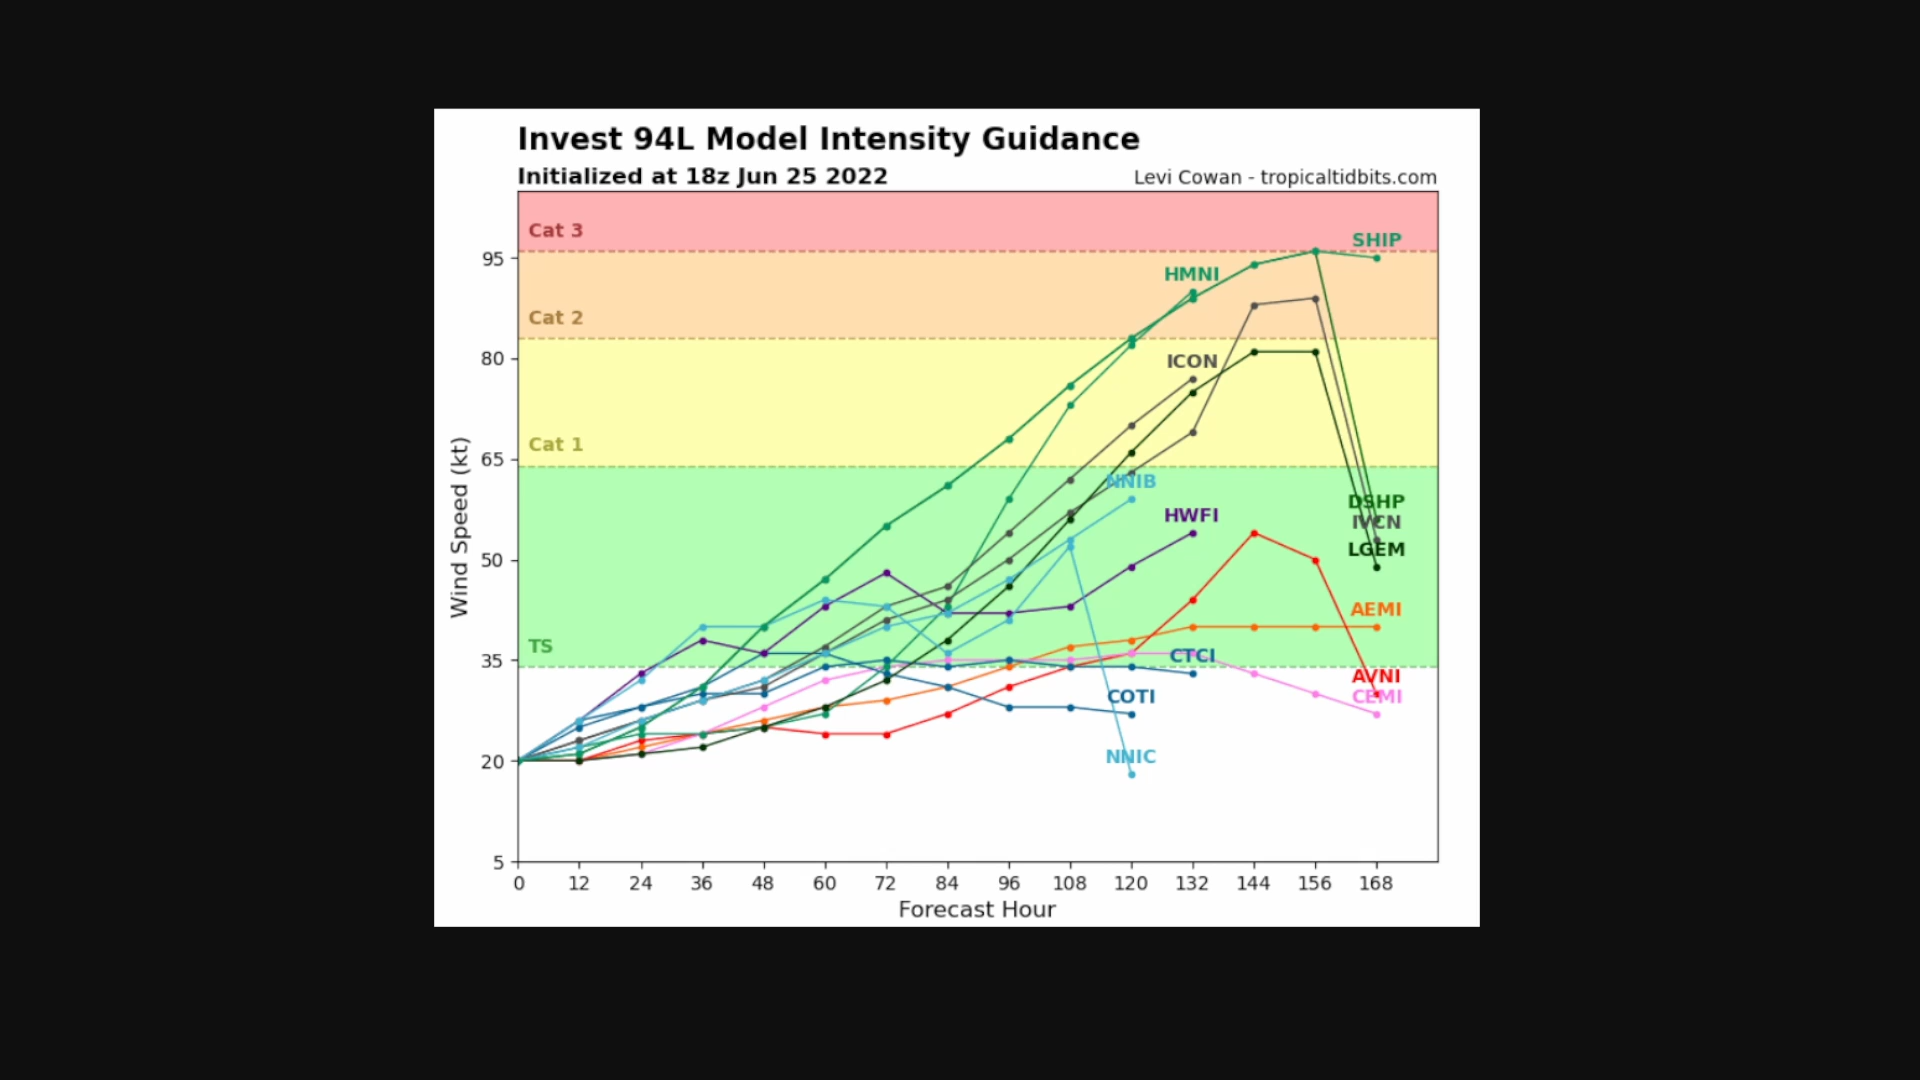 Invest 94L Model Intensity Guidance
Initialized at 18z Jun 25 2022
Levi Cowan - tropicaltidbits.com
Cat 3
SHIP
95
HMNI
Cat 2
80
ICON
Cat 1
65
NNIB
DSHP
HWFI
IVCN
50
LGEM
AEMI
TS
35
CTCI
AVNI
COTI
CEMI
20
NNIC
5
0 12 24 36 48 60 72 84 96 108 120 132 144 156 168
Forecast Hour
Wind Speed (kt)